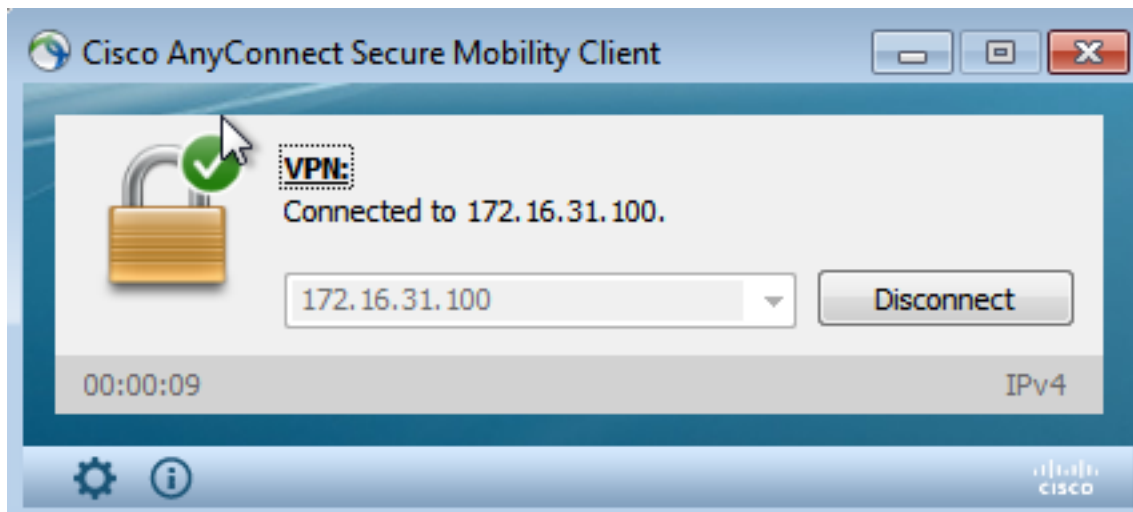 Cisco AnyConnect Secure Mobility Client
VPN:
Connected to 172.16.31.100.
172.16.31.100
Disconnect
00:00:09
IPv4
CISCO